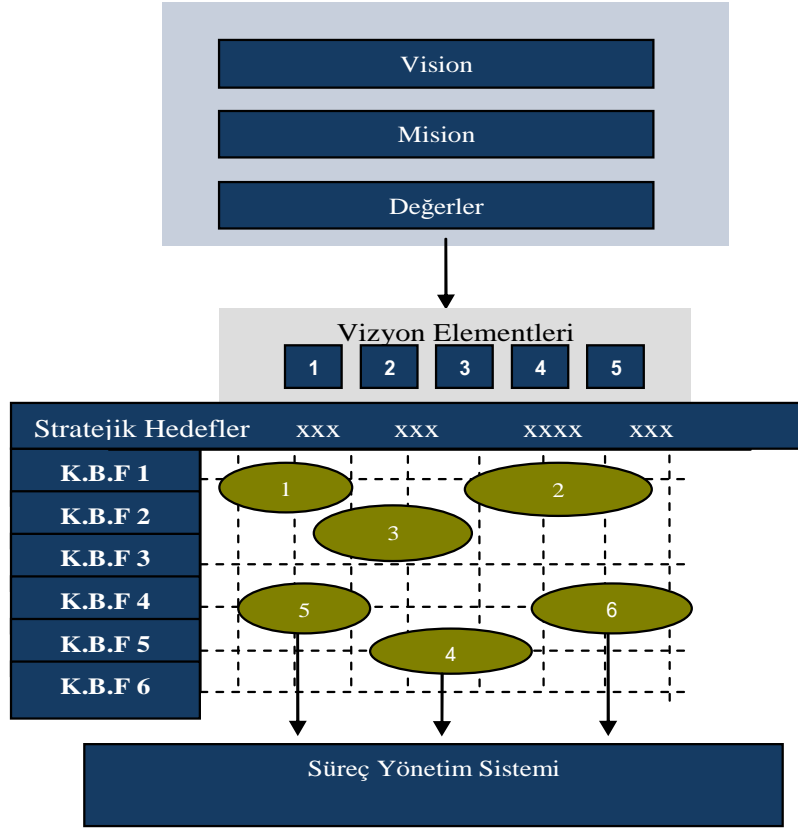 Vision
Mision
Değerler
Vizyon Elementleri
1 2 3 4 5
Stratejik Hedefler xxx xxx xxxx xxx
K.B.F 1
1 2
K.B.F 2
3
K.B.F 3
K.B.F 4
5 6
K.B.F 5
4
K.B.F 6
Süreç Yönetim Sistemi